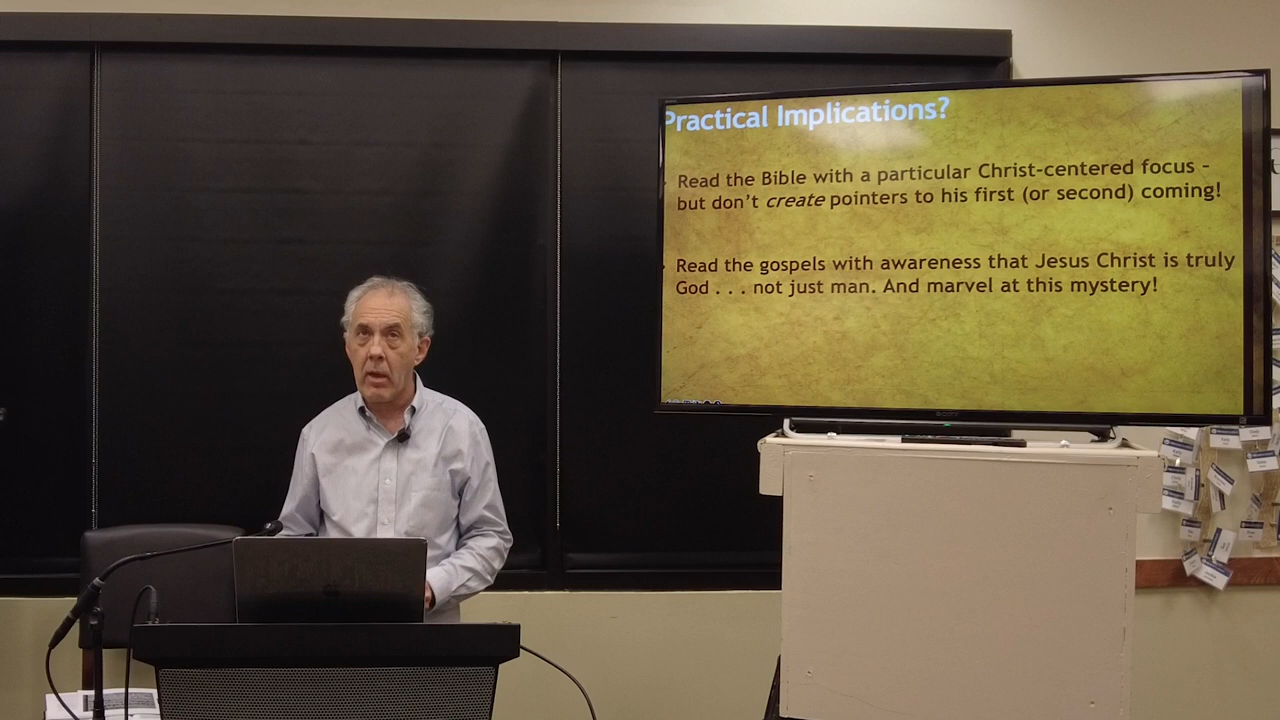 Practical Implications?
Read the Bible with a particular Christ-centered focus –
but don't create pointers to his first (or second) coming!
Read the gospels with awareness that Jesus Christ is truly
God . . . not just man. And marvel at this mystery!
SONY